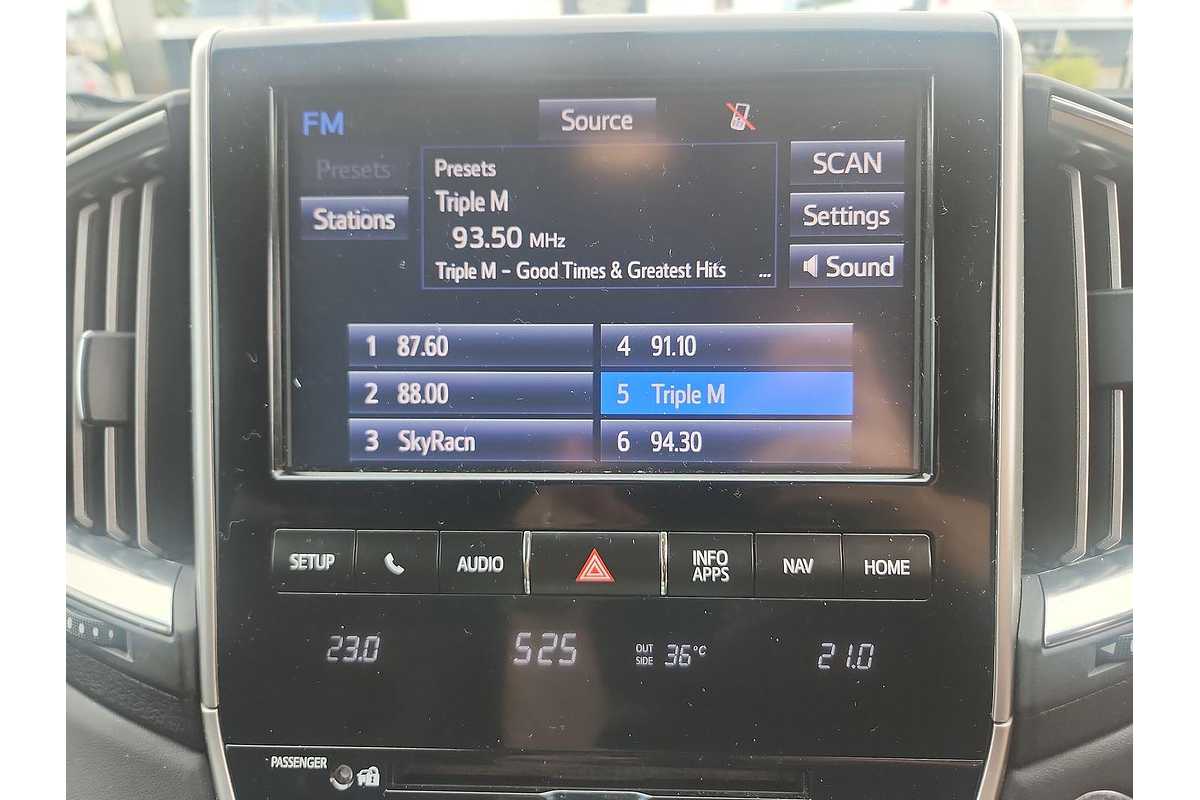 FM
Source
Presets
Stations
Presets
Triple M
93.50 MHz
Triple M - Good Times & Greatest Hits ...
SCAN
Settings
Sound
1 87.60
2 88.00
3 SkyRacn
4 91.10
5 Triple M
6 94.30
SETUP
AUDIO
INFO
APPS
NAV
HOME
23.0
525
OUT
SIDE
36°C
21.0
PASSENGER